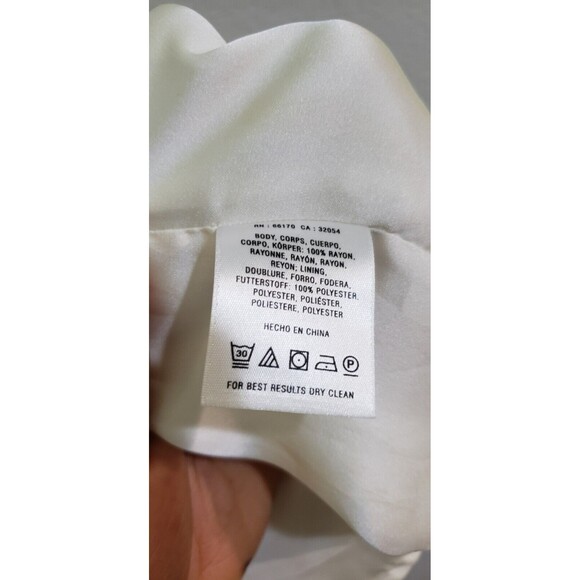 RN : 66170 CA : 32054
BODY, CORPS, CUERPO,
CORPO, KÖRPER: 100% RAYON,
RAYONNE, RAYÓN, RAYON,
REYON; LINING,
DOUBLURE, FORRO, FODERA,
FUTTERSTOFF: 100% POLYESTER,
POLYESTER, POLIÉSTER,
POLIESTERE, POLYESTER
HECHO EN CHINA
30 P
FOR BEST RESULTS DRY CLEAN